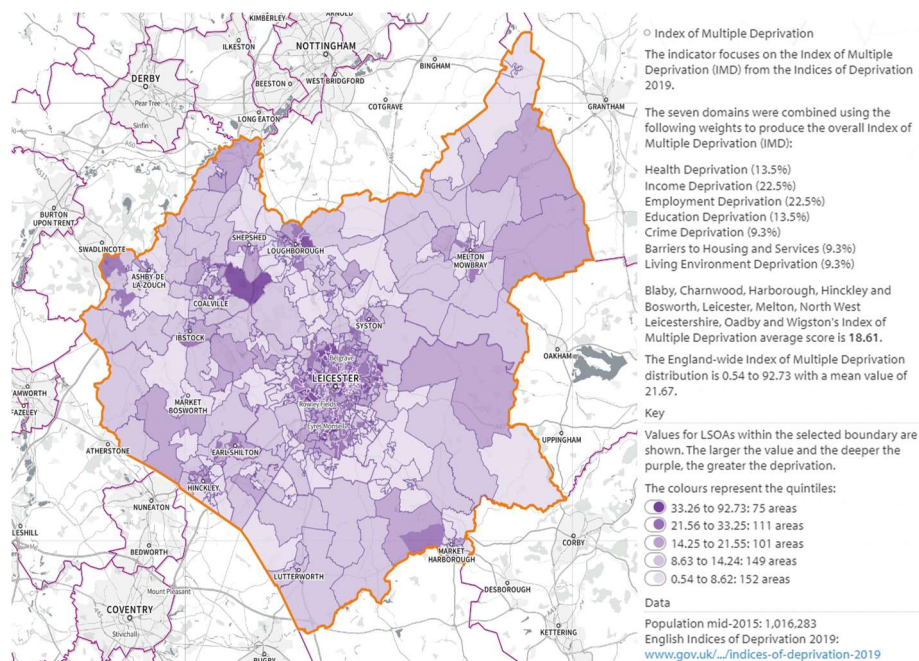 KIMBERLEY
ARNOLD
ILKESTON
NOTTINGHAM
BINGHAM
DERBY
BEESTON
WEST BRIDGFORD
Pear Tree
COTGRAVE
GRANTHAM
Sinfin
LONG EATON
A50
BURTON
UPON TRENT
SWADLINCOTE
SHEPSHED
LOUGHBOROUGH
MELTON
MOWBRAY
ASHBY-DE
LA-ZOUCH
COALVILLE
IBSTOCK
SYSTON
Belgrave
OAKHAM
LEICESTER
TAMWORTH
FAZELEY
MARKET
BOSWORTH
Rowley Fields
Eyres Monsell
UPPINGHAM
ATHERSTONE
EARL SHILTON
HINCKLEY
NUNEATON
LESHILL
BEDWORTH
MARKET
HARBOROUGH
CORBY
LUTTERWORTH
DESBOROUGH
Mount Pleasant
COVENTRY
Stivichall
KETTERING
RUGBY
Index of Multiple Deprivation
The indicator focuses on the Index of Multiple
Deprivation (IMD) from the Indices of Deprivation
2019.
The seven domains were combined using the
following weights to produce the overall Index of
Multiple Deprivation (IMD):
Health Deprivation (13.5%)
Income Deprivation (22.5%)
Employment Deprivation (22.5%)
Education Deprivation (13.5%)
Crime Deprivation (9.3%)
Barriers to Housing and Services (9.3%)
Living Environment Deprivation (9.3%)
Blaby, Charnwood, Harborough, Hinckley and
Bosworth, Leicester, Melton, North West
Leicestershire, Oadby and Wigston's Index of
Multiple Deprivation average score is 18.61.
The England-wide Index of Multiple Deprivation
distribution is 0.54 to 92.73 with a mean value of
21.67.
Key
Values for LSOAs within the selected boundary are
shown. The larger the value and the deeper the
purple, the greater the deprivation.
The colours represent the quintiles:
33.26 to 92.73: 75 areas
21.56 to 33.25: 111 areas
14.25 to 21.55: 101 areas
8.63 to 14.24: 149 areas
0.54 to 8.62: 152 areas
Data
Population mid-2015: 1,016,283
English Indices of Deprivation 2019:
www.gov.uk/.../indices-of-deprivation-2019